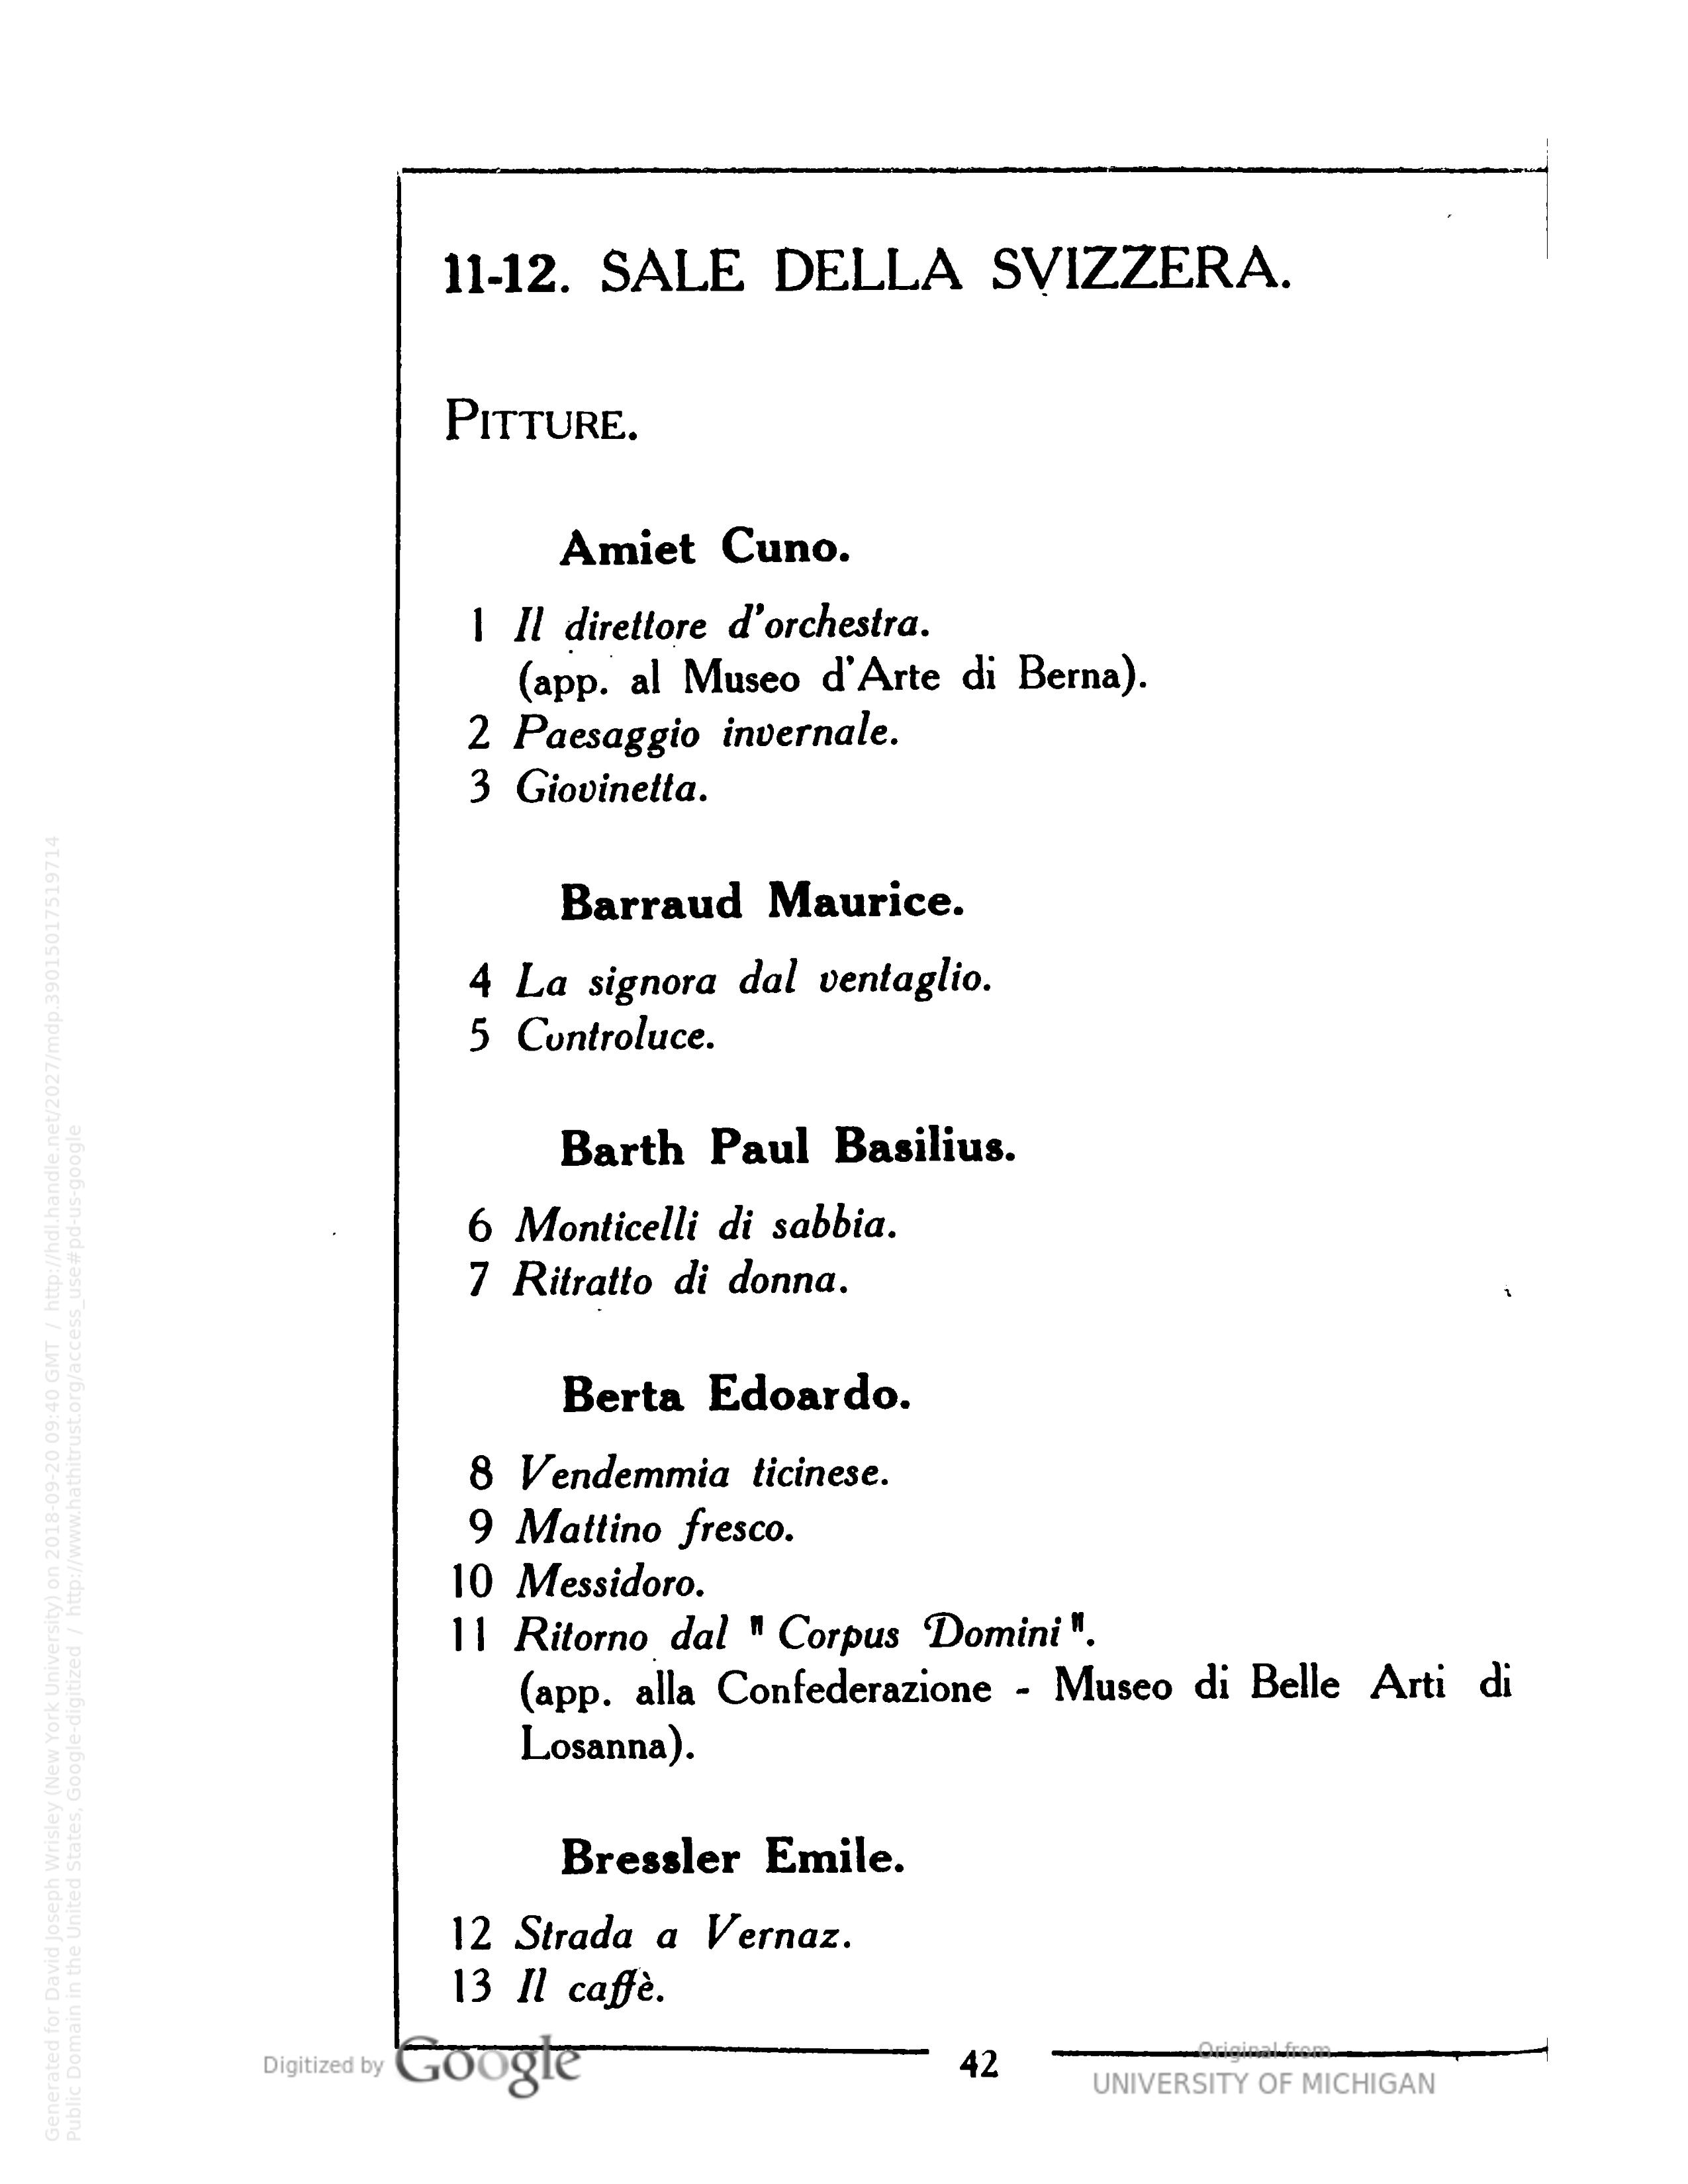 11-12. SALE DELLA SVIZZERA.
PITTURE.
Amiet Cuno.
1 Il direttore d'orchestra.
(app. al Museo d'Arte di Berna).
2 Paesaggio invernale.
3 Giovinetta.
Barraud Maurice.
4 La signora dal ventaglio.
5 Controluce.
Barth Paul Basilius.
6 Monticelli di sabbia.
7 Ritratto di donna.
Berta Edoardo.
8 Vendemmia ticinese.
9 Mattino fresco.
10 Messidoro.
11 Ritorno dal " Corpus Domini ".
(app. alla Confederazione - Museo di Belle Arti di
Losanna).
Bressler Emile.
12 Strada a Vernaz.
13 Il caffè.
42
Digitized by Google
Original from
UNIVERSITY OF MICHIGAN
Generated for David Joseph Wrisley (New York University) on 2018-09-20 09:40 GMT / http://hdl.handle.net/2027/mdp.39015017519714
Public Domain in the United States, Google-digitized / http://www.hathitrust.org/access_use#pd-us-google